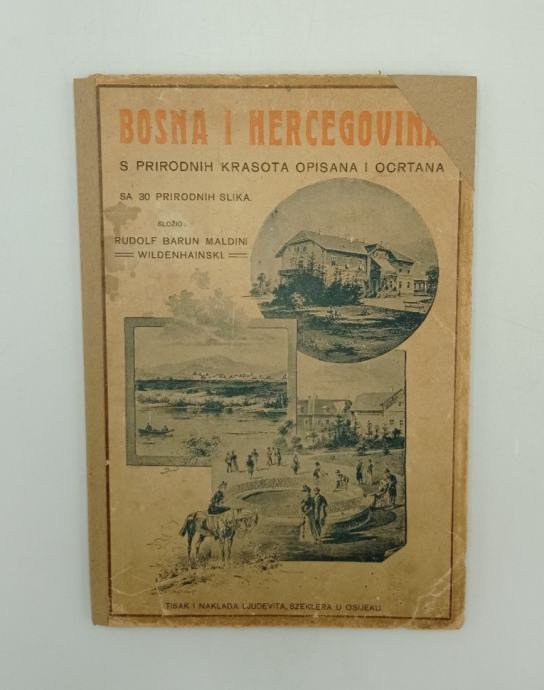 BOSNA I HERCEGOVINA
S PRIRODNIH KRASOTA OPISANA I OCRTANA
SA 30 PRIRODNIH SLIKA.
SLOŽIO:
RUDOLF BARUN MALDINI
WILDENHAINSKI.
TISAK I NAKLADA LJUDEVITA SZEKLERA U OSIJEKU.